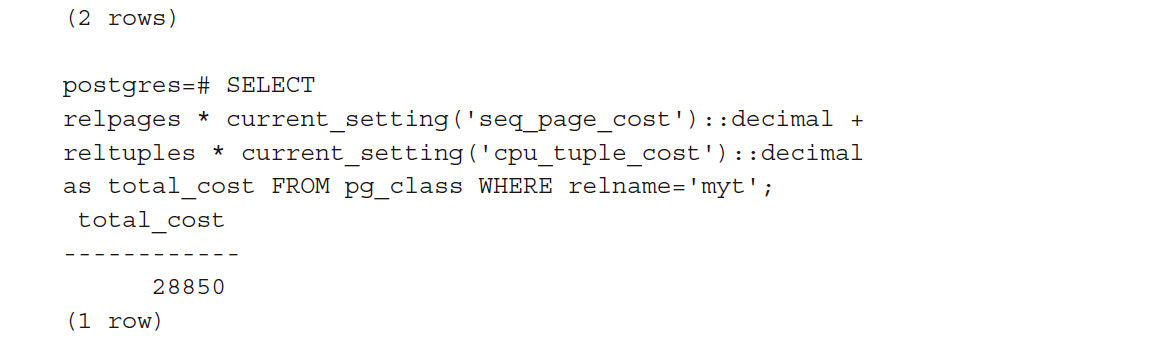 (2 rows)
postgres=# SELECT
relpages * current_setting('seq_page_cost')::decimal +
reltuples * current_setting('cpu_tuple_cost')::decimal
as total_cost FROM pg_class WHERE relname='myt';
total_cost
------------
28850
(1 row)